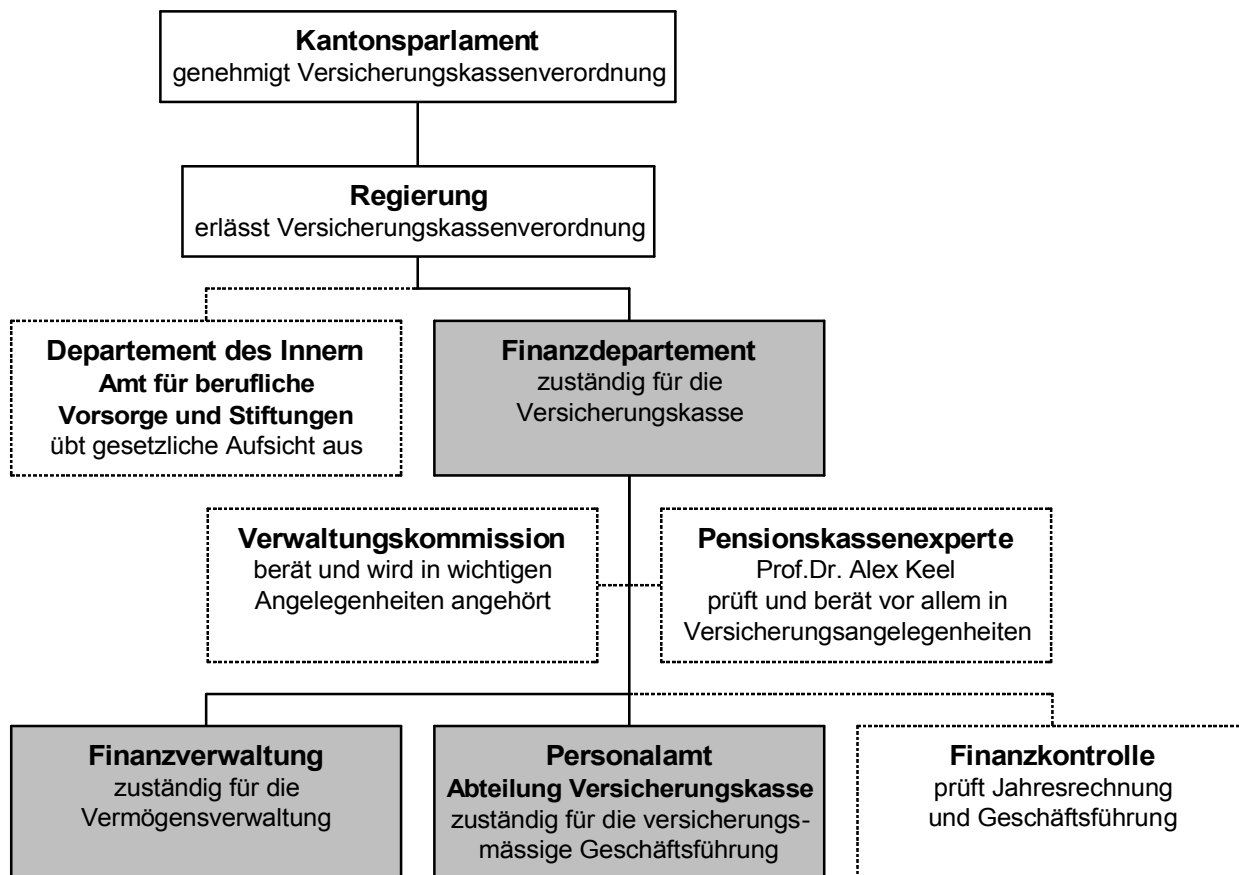 Kantonsparlament
genehmigt Versicherungskassenverordnung
Regierung
erlässt Versicherungskassenverordnung
Departement des Innern
Amt für berufliche
Vorsorge und Stiftungen
übt gesetzliche Aufsicht aus
Finanzdepartement
zuständig für die
Versicherungskasse
Verwaltungskommission
berät und wird in wichtigen
Angelegenheiten angehört
Pensionskassenexperte
Prof.Dr. Alex Keel
prüft und berät vor allem in
Versicherungsangelegenheiten
Finanzverwaltung
zuständig für die
Vermögensverwaltung
Personalamt
Abteilung Versicherungskasse
zuständig für die versicherungs-
mässige Geschäftsführung
Finanzkontrolle
prüft Jahresrechnung
und Geschäftsführung